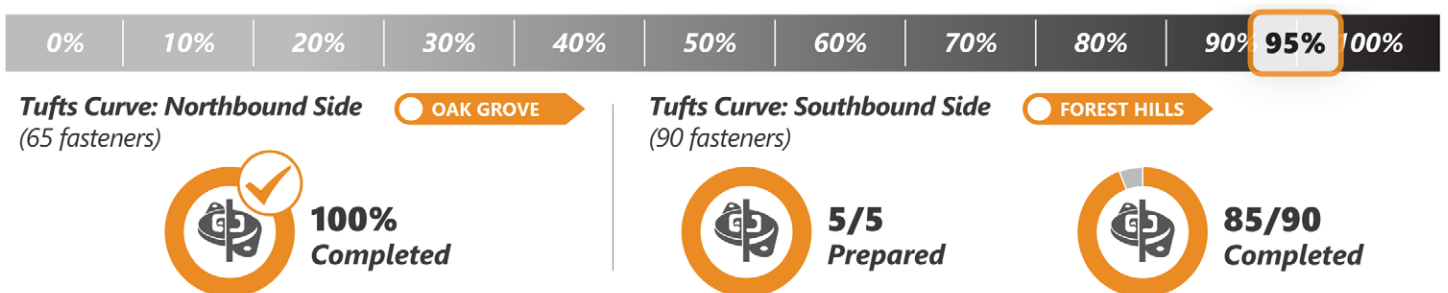 0% 10% 20% 30% 40% 50% 60% 70% 80% 90% 95% 100%
Tufts Curve: Northbound Side OAK GROVE
(65 fasteners)
100%
Completed
Tufts Curve: Southbound Side FOREST HILLS
(90 fasteners)
5/5
Prepared
85/90
Completed